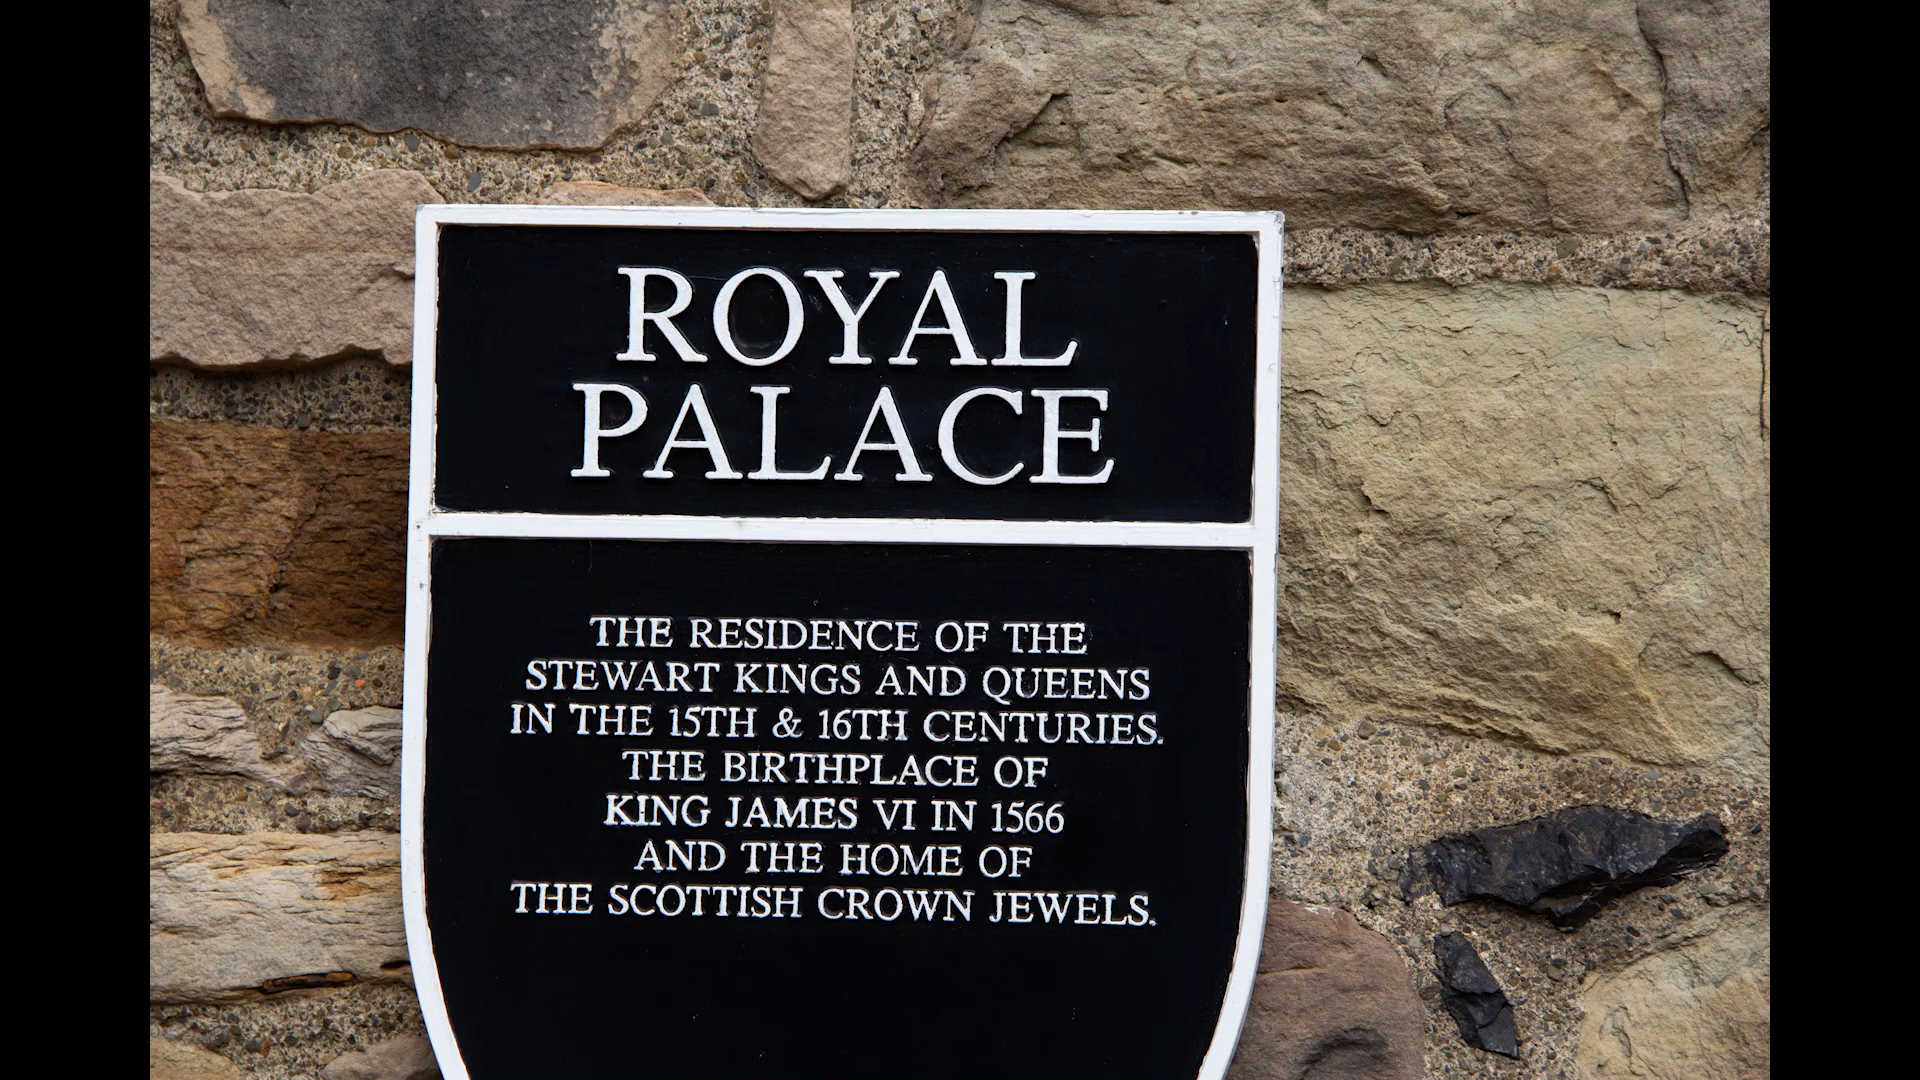 ROYAL
PALACE
THE RESIDENCE OF THE
STEWART KINGS AND QUEENS
IN THE 15TH & 16TH CENTURIES.
THE BIRTHPLACE OF
KING JAMES VI IN 1566
AND THE HOME OF
THE SCOTTISH CROWN JEWELS.